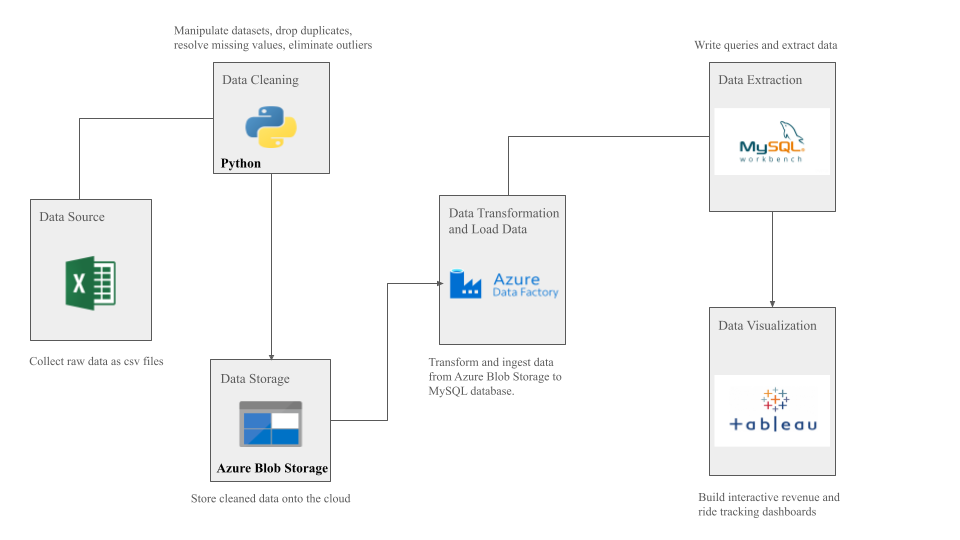 Manipulate datasets, drop duplicates,
resolve missing values, eliminate outliers
Data Cleaning
Python
Data Source
X
Collect raw data as csv files
Data Storage
Azure Blob Storage
Store cleaned data onto the cloud
Data Transformation
and Load Data
Azure
Data Factory
Transform and ingest data
from Azure Blob Storage to
MySQL database.
Write queries and extract data
Data Extraction
MySQL
workbench
Data Visualization
+ableau
Build interactive revenue and
ride tracking dashboards